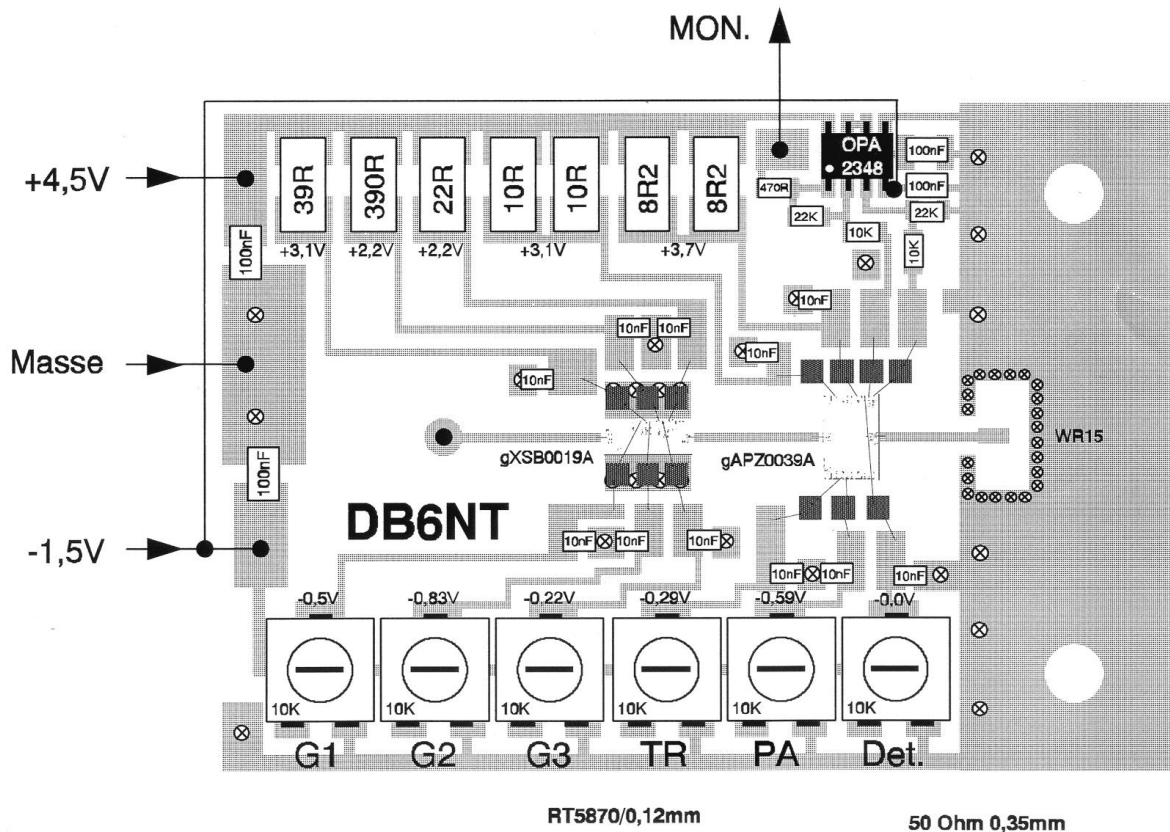 MON.
OPA
2348
100nF
100nF
+4,5V
39R
390R
22R
10R
10R
8R2
8R2
470R
22K
22K
10K
10K
+3,1V
+2,2V
+2,2V
+3,1V
+3,7V
100nF
10nF
10nF
10nF
10nF
10nF
Masse
gXSB0019A
gAPZ0039A
WR15
100nF
DB6NT
-1,5V
10nF
10nF
10nF
10nF
10nF
10nF
-0,5V
-0,83V
-0,22V
-0,29V
-0,59V
-0,0V
10K
10K
10K
10K
10K
10K
G1
G2
G3
TR
PA
Det.
RT5870/0,12mm
50 Ohm 0,35mm